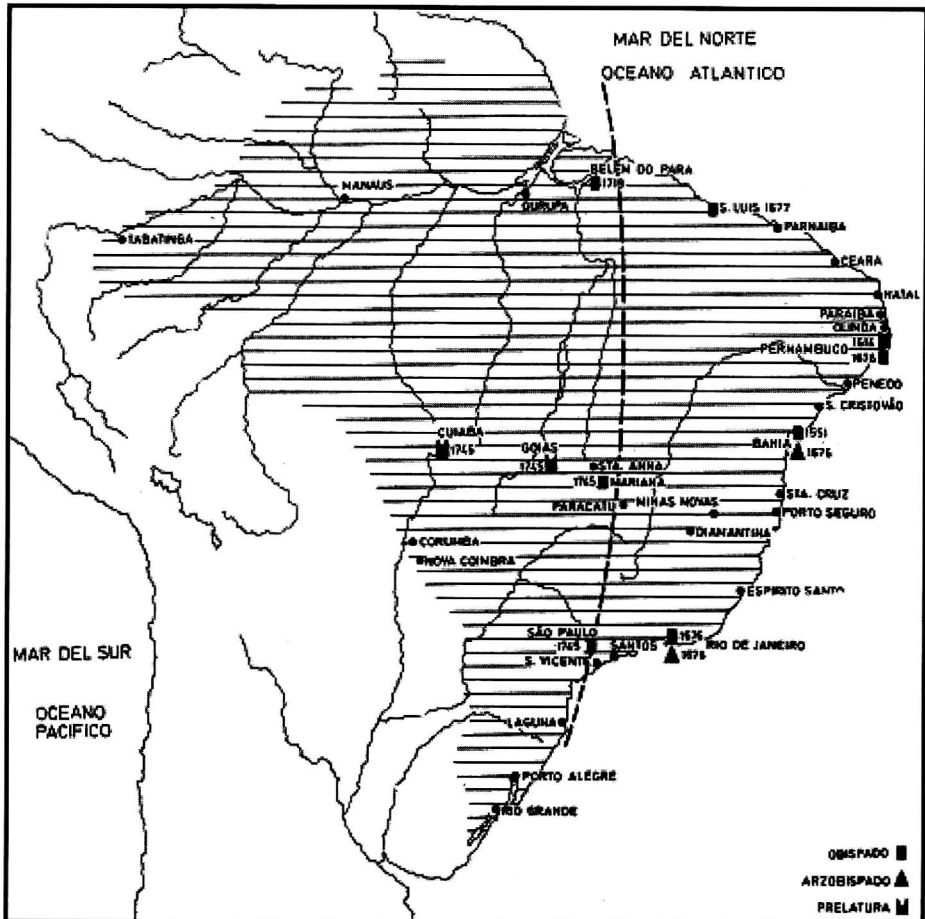 MAR DEL NORTE
OCEANO ATLANTICO
BELEN DO PARA
1719
MANAUS
GURUPA
S. LUIS 1677
PARNAIBA
TABATINGA
CEARA
NATAL
PARAIBA
OLINDA
PERNAMBUCO
1676
PENEDO
S. CRISTOVÃO
CUIABA
1745
GOIAS
1745
1551
BAHIA
1676
STA. ANNA
1745
MARIANA
STA. CRUZ
PARACATU
MINAS NOVAS
PORTO SEGURO
DIAMANTINA
CORUMBA
NOVA COINBRA
ESPIRITO SANTO
SÃO PAULO
1745
SANTOS
1676
RIO DE JANEIRO
1676
S. VICENTE
MAR DEL SUR
OCEANO
PACIFICO
LAGUNA
PORTO ALEGRE
RIO GRANDE
OBISPADO
ARZOBISPADO
PRELATURA